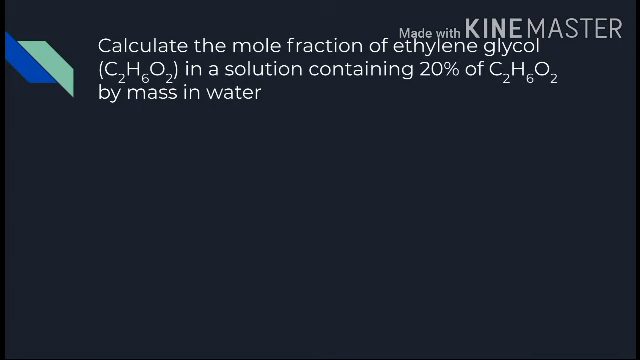 Made with KINEMASTER
Calculate the mole fraction of ethylene glycol
(C₂H₆O₂) in a solution containing 20% of C₂H₆O₂
by mass in water